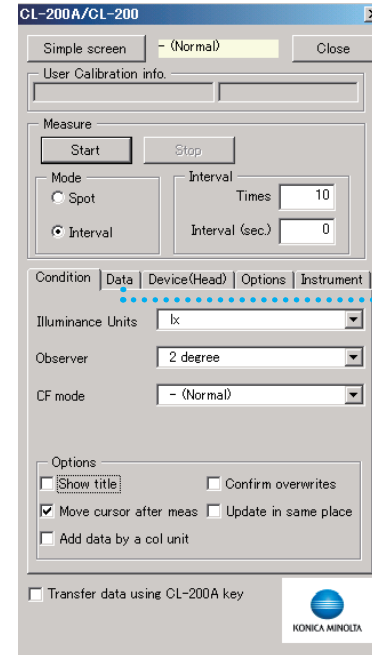 CL-200A/CL-200
Simple screen - (Normal) Close
User Calibration info.
Measure
Start Stop
Mode Interval
Spot Times 10
Interval Interval (sec.) 0
Condition Data Device(Head) Options Instrument
Illuminance Units lx
Observer 2 degree
CF mode - (Normal)
Options
Show title Confirm overwrites
Move cursor after meas Update in same place
Add data by a col unit
Transfer data using CL-200A key
KONICA MINOLTA